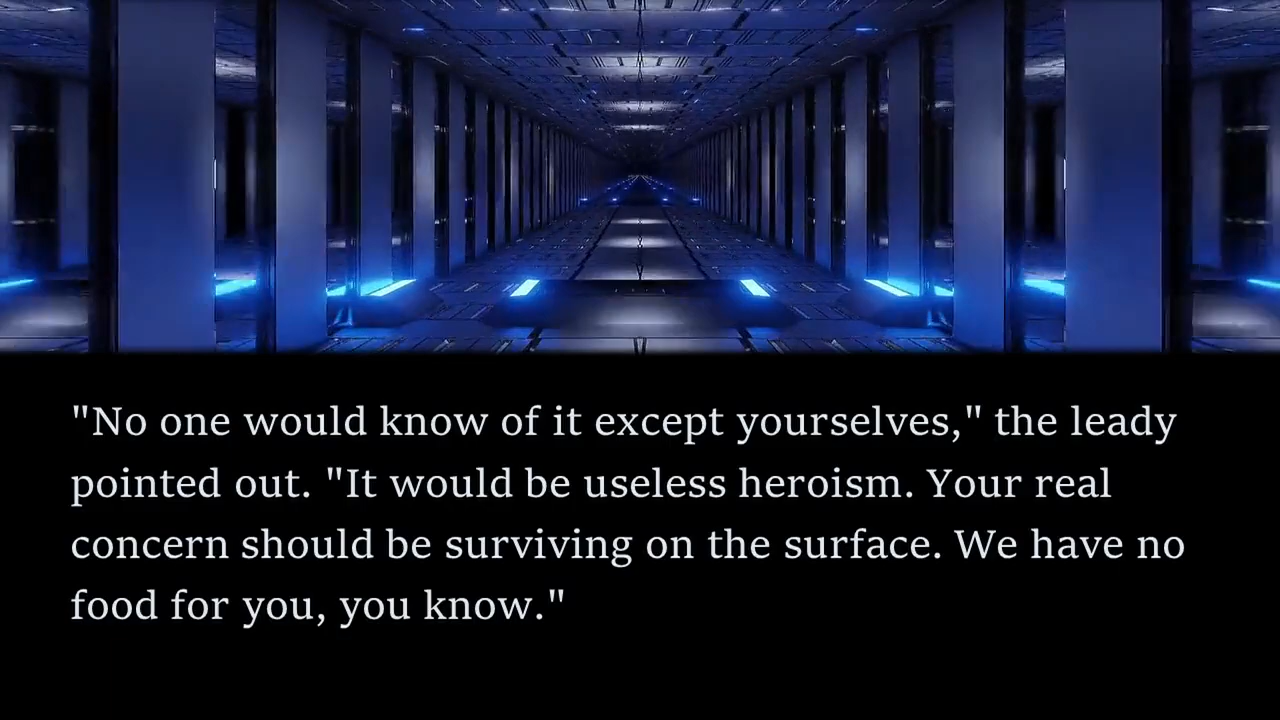 "No one would know of it except yourselves," the leady
pointed out. "It would be useless heroism. Your real
concern should be surviving on the surface. We have no
food for you, you know."